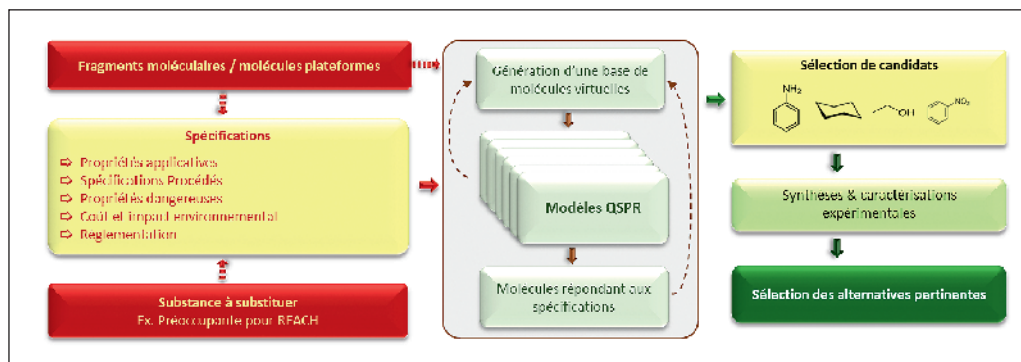 Fragments moléculaires / molécules plateformes
Spécifications
⇨ Propriétés applicatives
⇨ Spécifications Procédés
⇨ Propriétés dangereuses
⇨ Coût et impact environnemental
⇨ Règlementation
Substance à substituer
Ex. Préoccupante pour REACH
Génération d'une base de
molécules virtuelles
Modèles QSPR
Molécules répondant aux
spécifications
Sélection de candidats
NH₂
OH
NO₂
Synthèses & caractérisations
expérimentales
Sélection des alternatives pertinentes